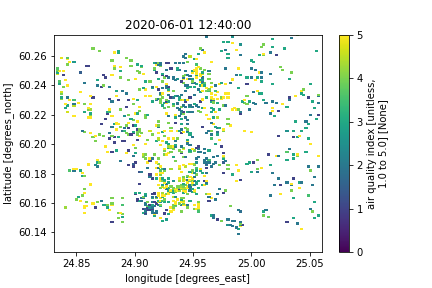 2020-06-01 12:40:00
60.26
60.24
60.22
60.20
60.18
60.16
60.14
latitude [degrees_north]
24.85 24.90 24.95 25.00 25.05
longitude [degrees_east]
5
4
3
2
1
0
air quality index [unitless,
1.0 to 5.0] [None]